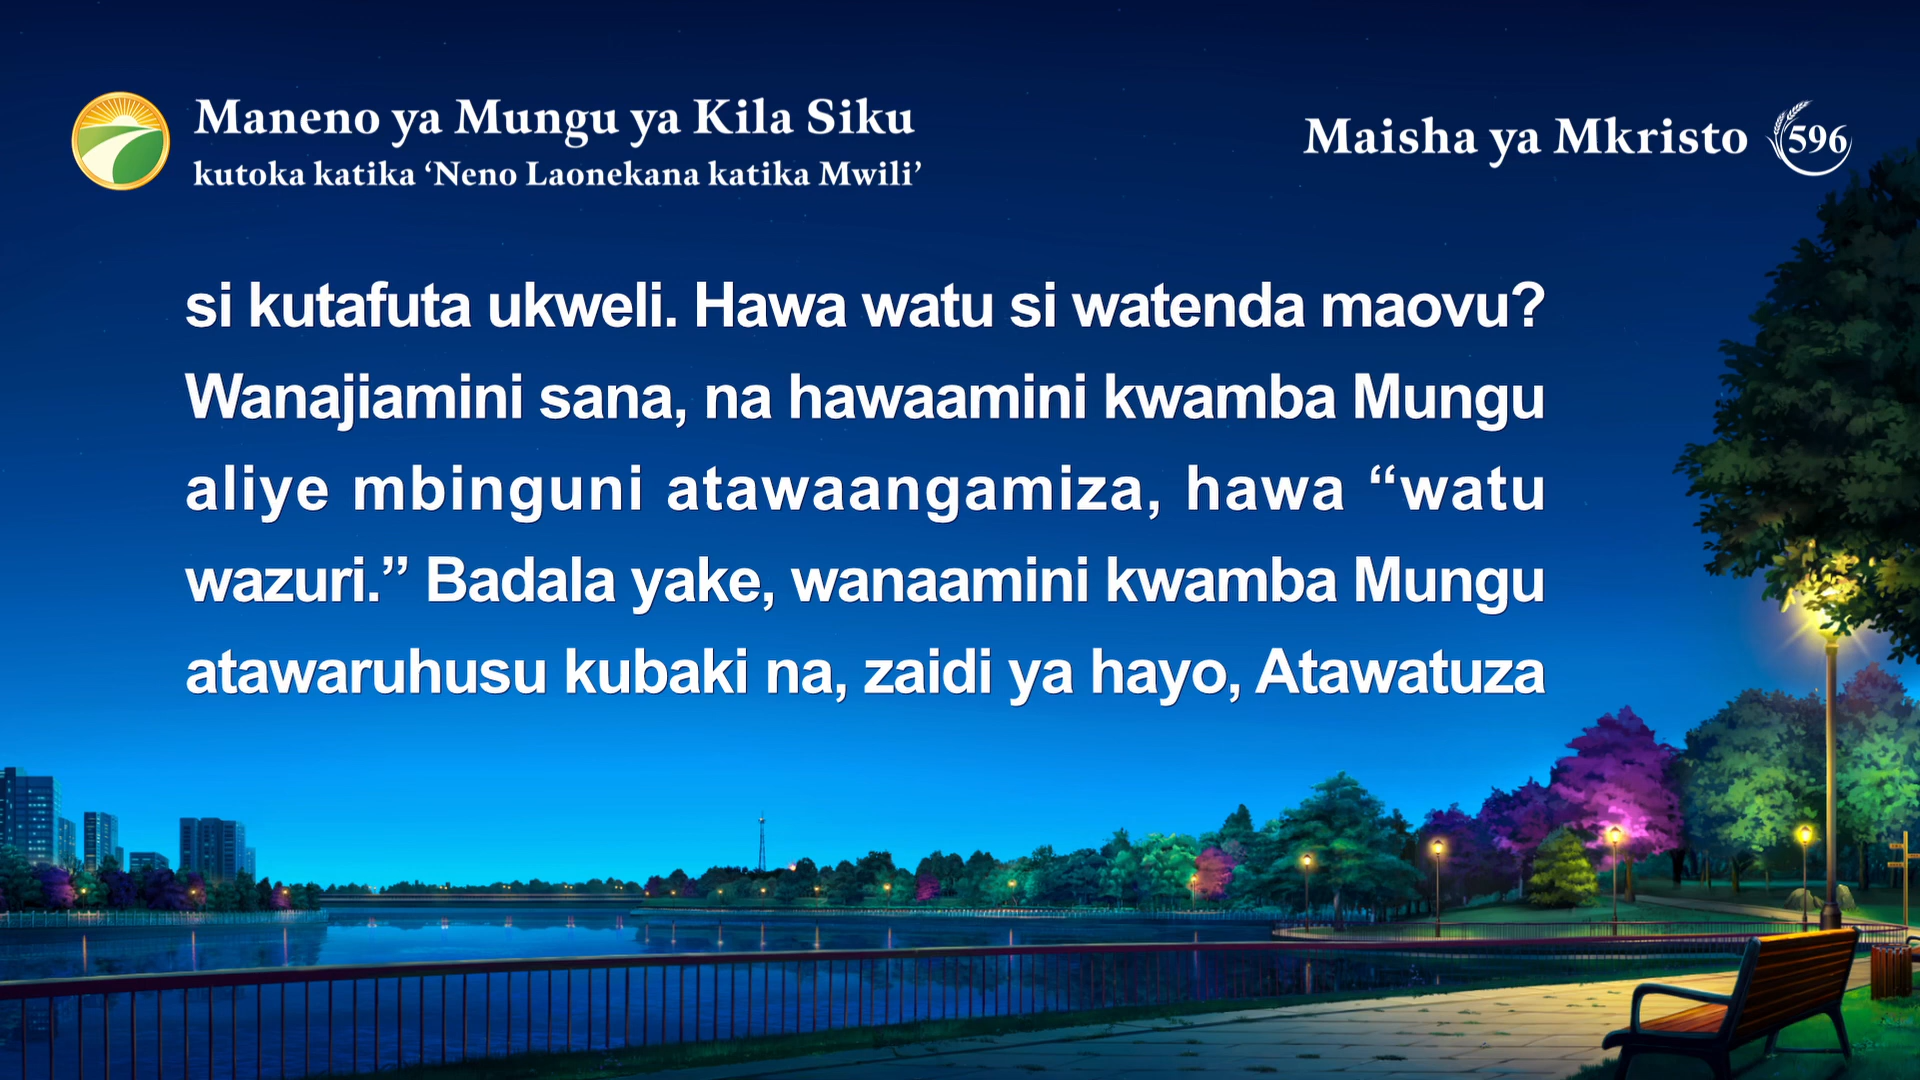 Maneno ya Mungu ya Kila Siku
kutoka katika ‘Neno Laonekana katika Mwili’
Maisha ya Mkristo 596
si kutafuta ukweli. Hawa watu si watenda maovu?
Wanajiamini sana, na hawaamini kwamba Mungu
aliye mbinguni atawaangamiza, hawa “watu
wazuri.” Badala yake, wanaamini kwamba Mungu
atawaruhusu kubaki na, zaidi ya hayo, Atawatuza